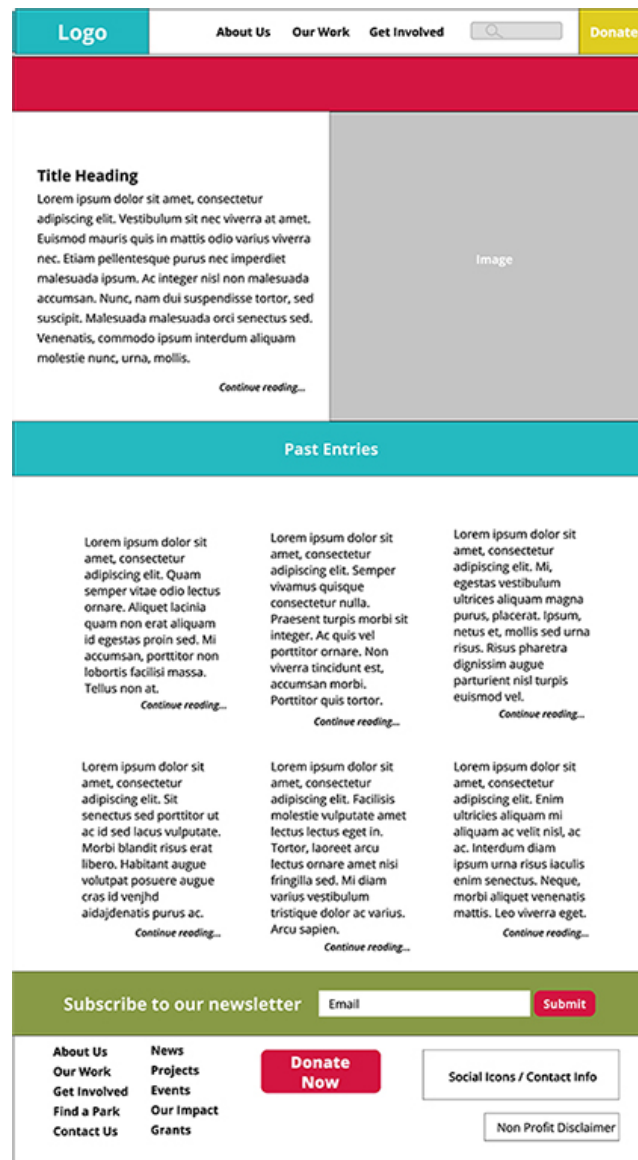 Logo
About Us Our Work Get Involved
Donate
Title Heading
Lorem ipsum dolor sit amet, consectetur
adipiscing elit. Vestibulum sit nec viverra at amet.
Euismod mauris quis in mattis odio varius viverra
nec. Etiam pellentesque purus nec imperdiet
malesuada ipsum. Ac integer nisl non malesuada
accumsan. Nunc, nam dui suspendisse tortor, sed
suscipit. Malesuada malesuada orci senectus sed.
Venenatis, commodo ipsum interdum aliquam
molestie nunc, urna, mollis.
Continue reading...
Image
Past Entries
Lorem ipsum dolor sit
amet, consectetur
adipiscing elit. Quam
semper vitae odio lectus
ornare. Aliquet lacinia
quam non erat aliquam
id egestas proin sed. Mi
accumsan, porttitor non
lobortis facilisi massa.
Tellus non at.
Continue reading...
Lorem ipsum dolor sit
amet, consectetur
adipiscing elit. Semper
vivamus quisque
consectetur nulla.
Praesent turpis morbi sit
integer. Ac quis vel
porttitor ornare. Non
viverra tincidunt est,
accumsan morbi.
Porttitor quis tortor.
Continue reading...
Lorem ipsum dolor sit
amet, consectetur
adipiscing elit. Mi,
egestas vestibulum
ultrices aliquam magna
purus, placerat. Ipsum,
netus et, mollis sed urna
risus. Risus pharetra
dignissim augue
parturient nisl turpis
euismod vel.
Continue reading...
Lorem ipsum dolor sit
amet, consectetur
adipiscing elit. Sit
senectus sed porttitor ut
ac id sed lacus vulputate.
Morbi blandit risus erat
libero. Habitant augue
volutpat posuere augue
cras id venjhd
aidajdenatis purus ac.
Continue reading...
Lorem ipsum dolor sit
amet, consectetur
adipiscing elit. Facilisis
molestie vulputate amet
lectus lectus eget in.
Tortor, laoreet arcu
lectus ornare amet nisi
fringilla sed. Mi diam
varius vestibulum
tristique dolor ac varius.
Arcu sapien.
Continue reading...
Lorem ipsum dolor sit
amet, consectetur
adipiscing elit. Enim
ultricies aliquam mi
aliquam ac velit nisl, ac
ac. Interdum diam
ipsum urna risus iaculis
enim senectus. Neque,
morbi aliquet venenatis
mattis. Leo viverra eget.
Continue reading...
Subscribe to our newsletter
Email
Submit
About Us
Our Work
Get Involved
Find a Park
Contact Us
News
Projects
Events
Our Impact
Grants
Donate
Now
Social Icons / Contact Info
Non Profit Disclaimer